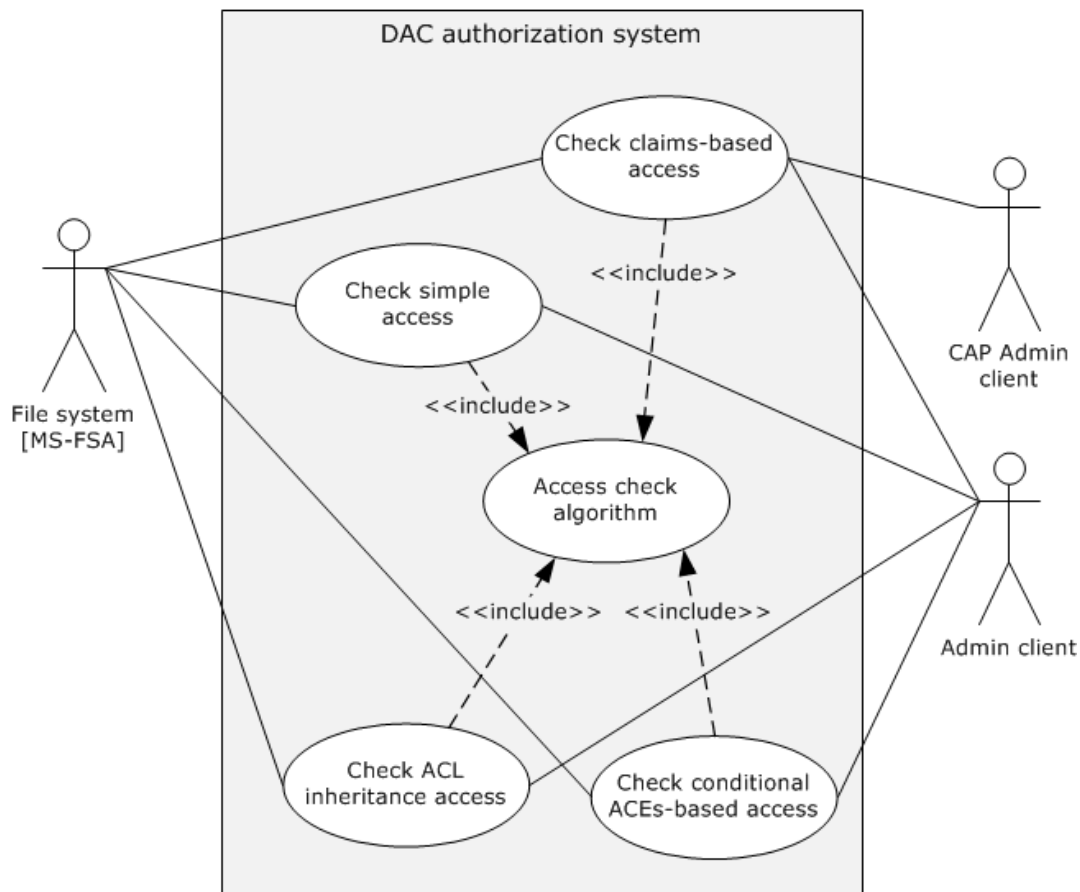 DAC authorization system
Check claims-based
access
<<include>>
Check simple
access
<<include>>
CAP Admin
client
File system
[MS-FSA]
Access check
algorithm
<<include>>
<<include>>
Admin client
Check ACL
inheritance access
Check conditional
ACEs-based access